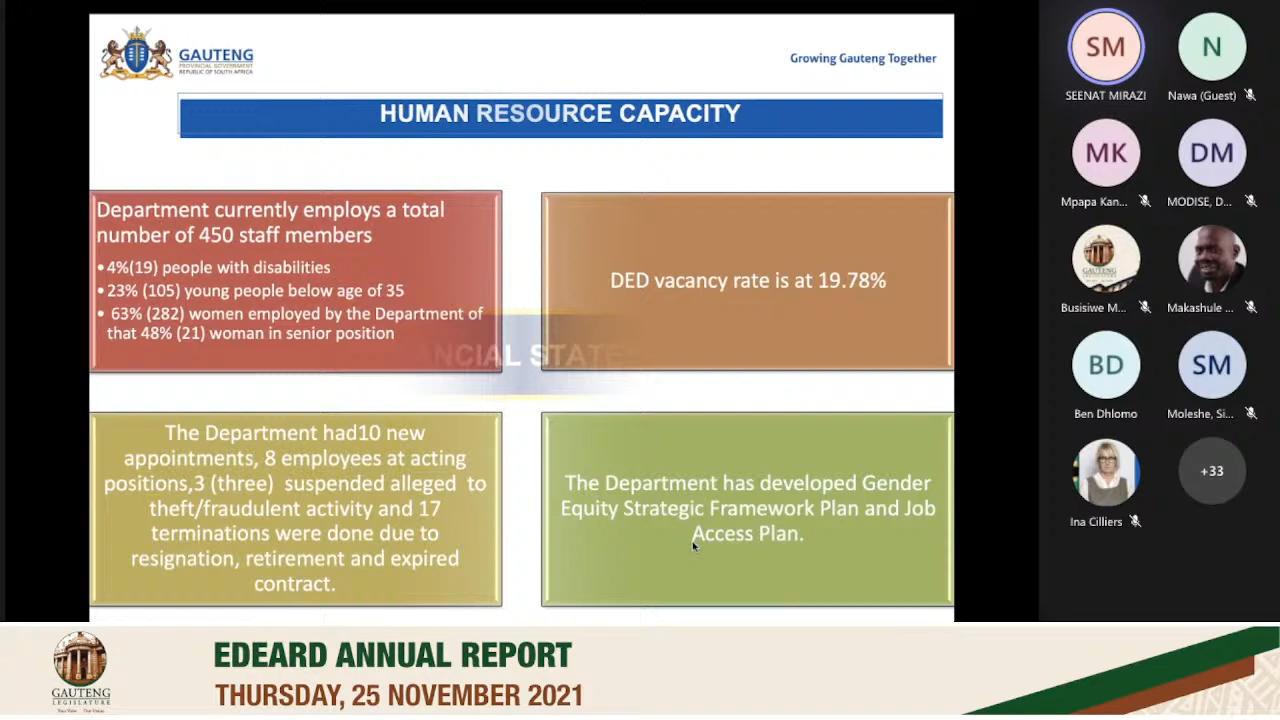 GAUTENG
PROVINCIAL GOVERNMENT
REPUBLIC OF SOUTH AFRICA
Growing Gauteng Together
HUMAN RESOURCE CAPACITY
Department currently employs a total
number of 450 staff members
• 4%(19) people with disabilities
• 23% (105) young people below age of 35
• 63% (282) women employed by the Department of
that 48% (21) woman in senior position
DED vacancy rate is at 19.78%
NCIAL STATE
The Department had10 new
appointments, 8 employees at acting
positions,3 (three) suspended alleged to
theft/fraudulent activity and 17
terminations were done due to
resignation, retirement and expired
contract.
The Department has developed Gender
Equity Strategic Framework Plan and Job
Access Plan.
SM
SEENAT MIRAZI
N
Nawa (Guest)
MK
Mpapa Kan...
DM
MODISE, D...
GAUTENG
Busisiwe M...
Makashule ...
BD
Ben Dhlomo
SM
Moleshe, Si...
Ina Cilliers
+33
GAUTENG
LEGISLATURE
EDEARD ANNUAL REPORT
THURSDAY, 25 NOVEMBER 2021